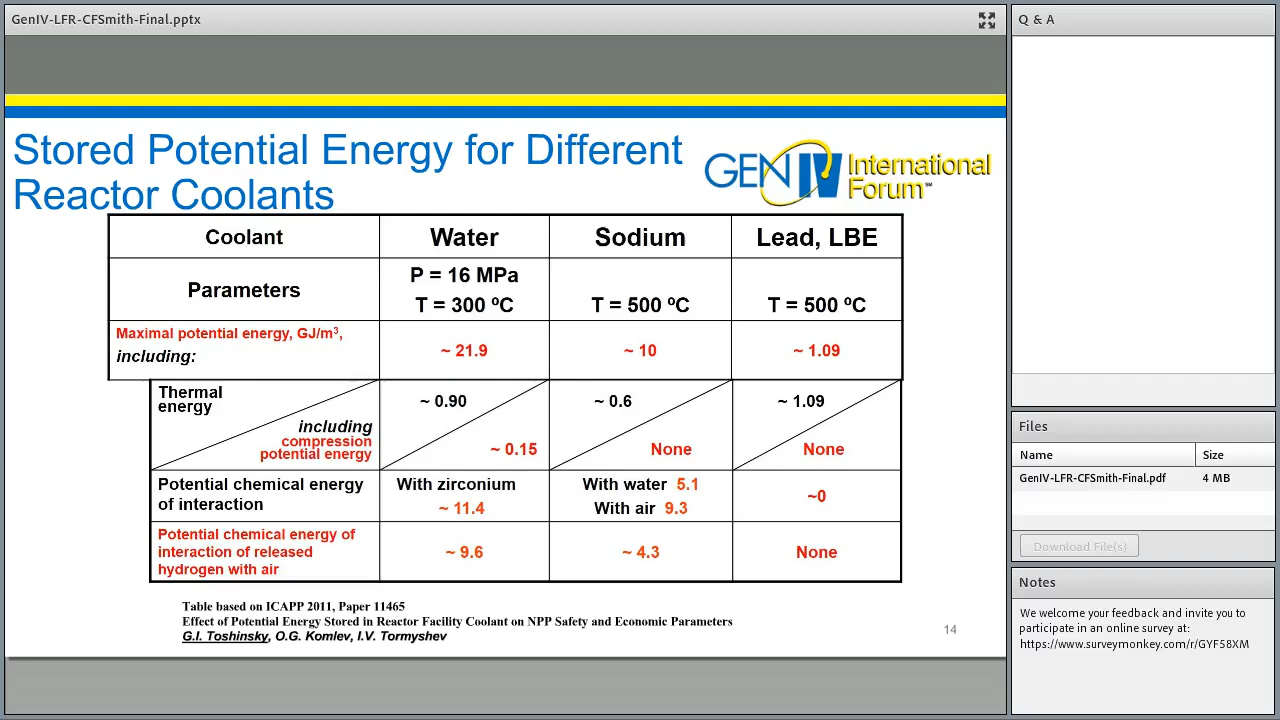 GenIV-LFR-CFSmith-Final.pptx
Stored Potential Energy for Different
Reactor Coolants
GEN IV International
Forum™
Coolant Water Sodium Lead, LBE
Parameters
P = 16 MPa
T = 300 ºC T = 500 ºC T = 500 ºC
Maximal potential energy, GJ/m³,
including:
~ 21.9 ~ 10 ~ 1.09
Thermal
energy
including
compression
potential energy
~ 0.90
~ 0.15
~ 0.6
None
~ 1.09
None
Potential chemical energy
of interaction
With zirconium
~ 11.4
With water 5.1
With air 9.3
~0
Potential chemical energy of
interaction of released
hydrogen with air
~ 9.6 ~ 4.3 None
Table based on ICAPP 2011, Paper 11465
Effect of Potential Energy Stored in Reactor Facility Coolant on NPP Safety and Economic Parameters
G.I. Toshinsky, O.G. Komlev, I.V. Tormyshev
14
Q & A
Files
Name Size
GenIV-LFR-CFSmith-Final.pdf 4 MB
Download File(s)
Notes
We welcome your feedback and invite you to
participate in an online survey at:
https://www.surveymonkey.com/r/GYF58XM